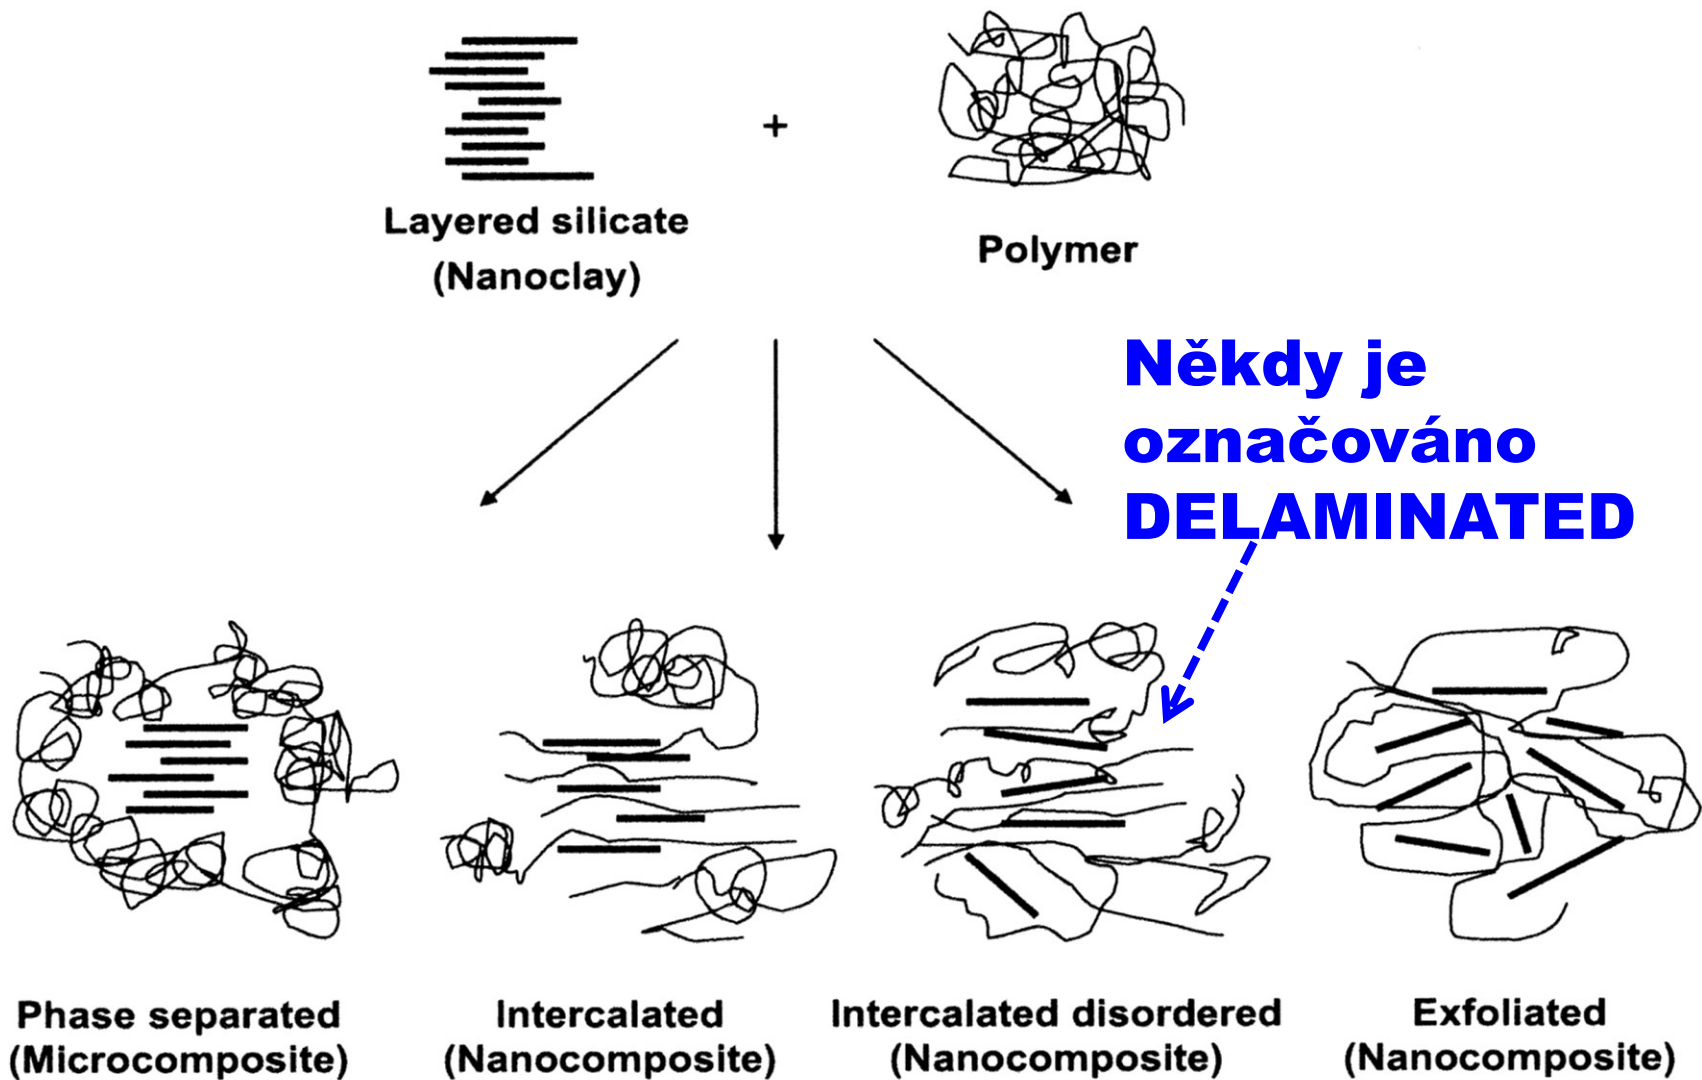 +
Layered silicate
(Nanoclay)
Polymer
Někdy je
označováno
DELAMINATED
Phase separated
(Microcomposite)
Intercalated
(Nanocomposite)
Intercalated disordered
(Nanocomposite)
Exfoliated
(Nanocomposite)